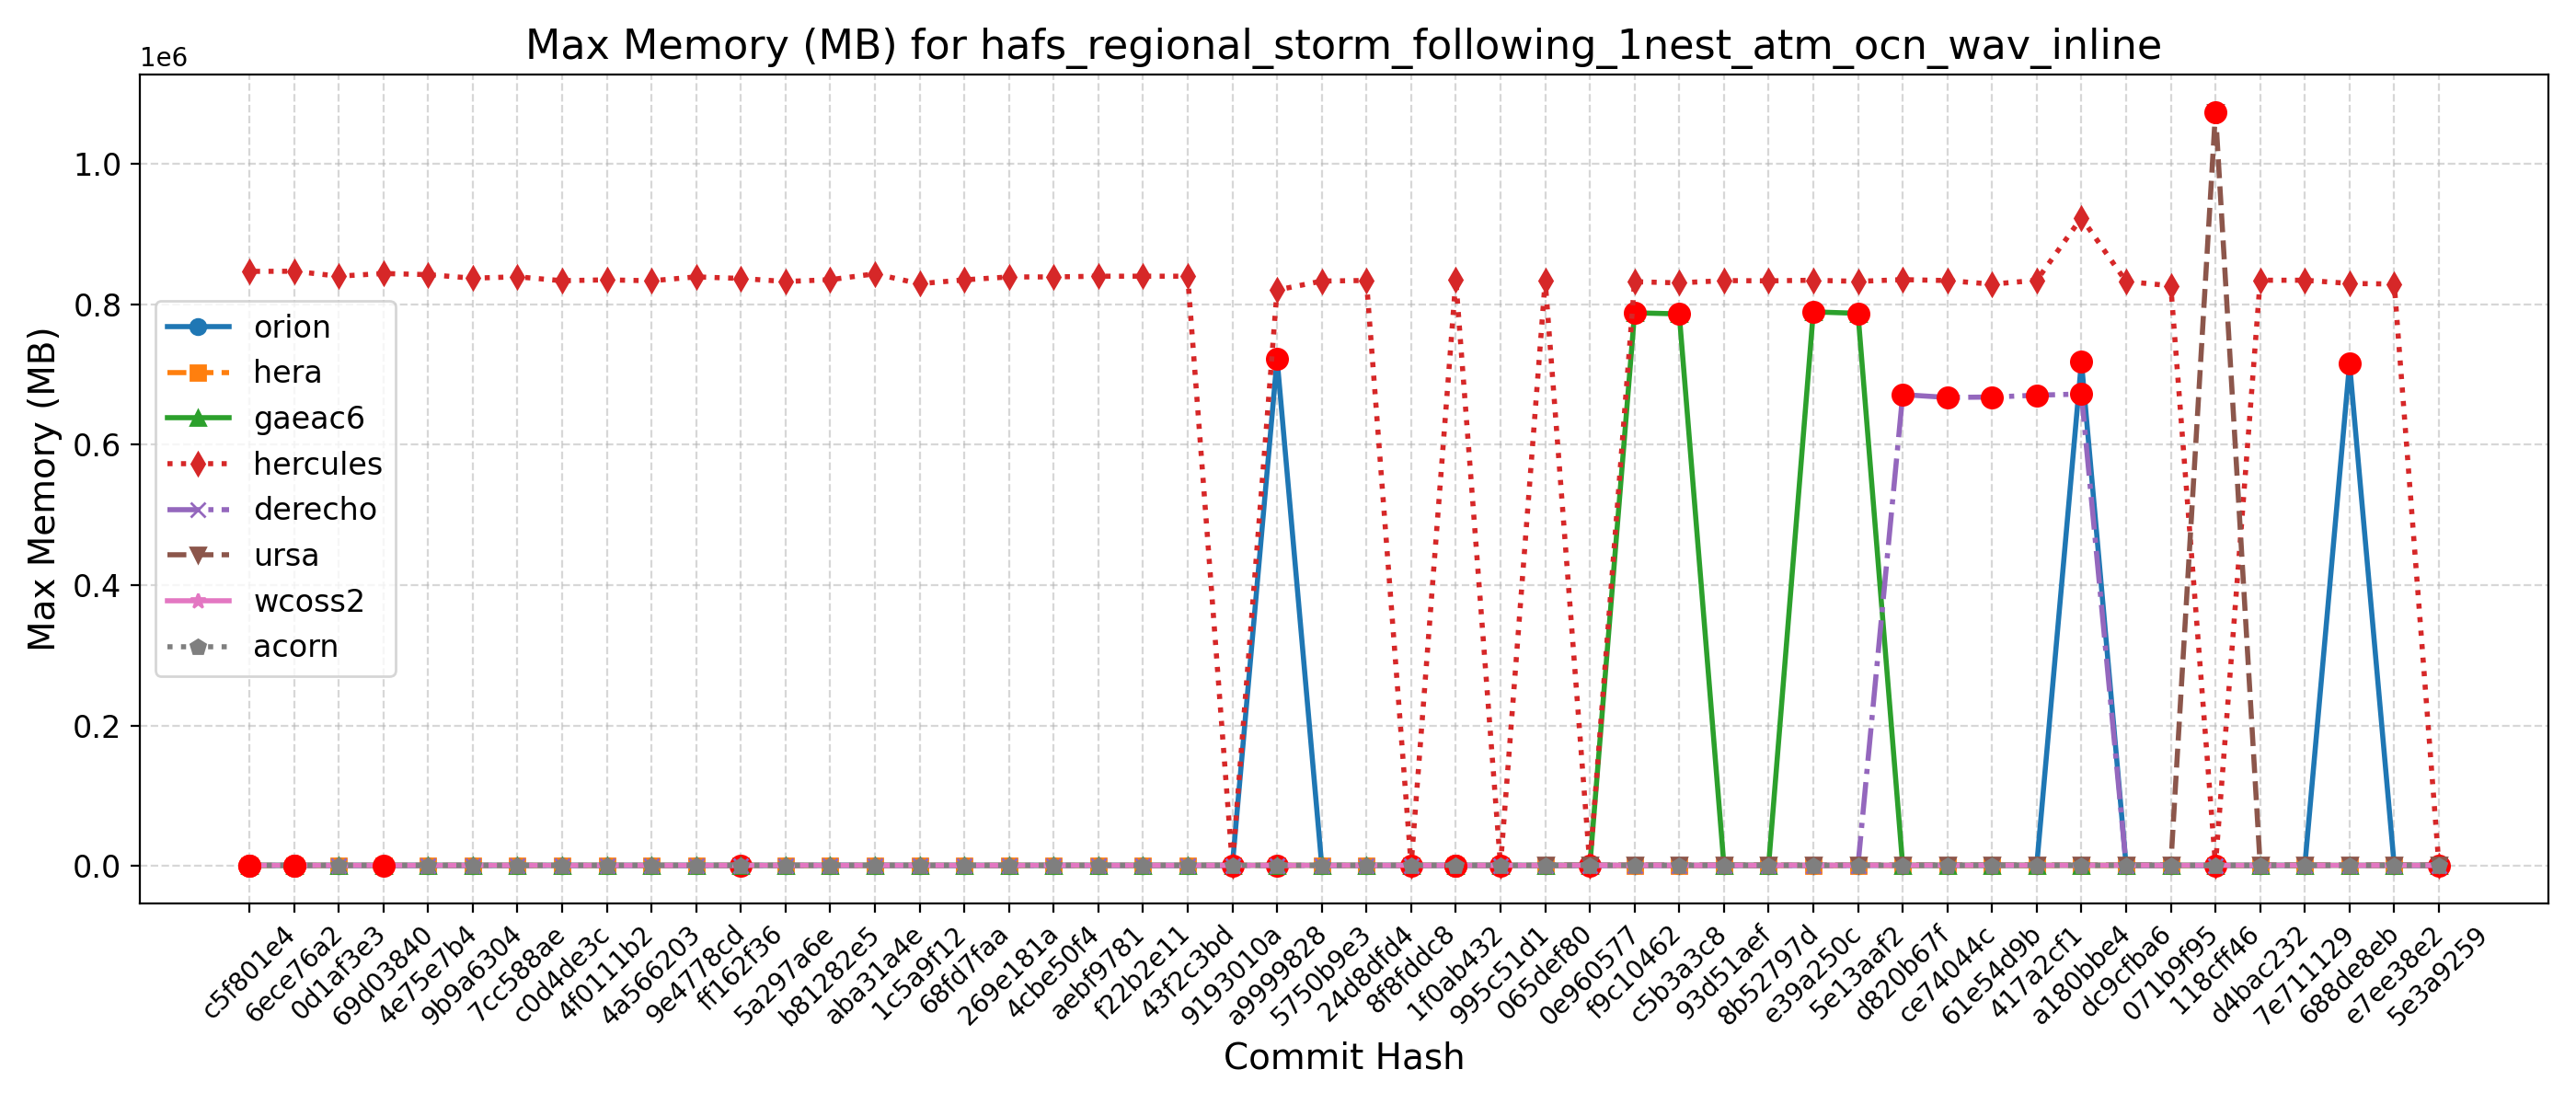 Max Memory (MB) for hafs_regional_storm_following_1nest_atm_ocn_wav_inline
1e6
1.0
0.8
0.6
0.4
0.2
0.0
Max Memory (MB)
orion
hera
gaeac6
hercules
derecho
ursa
wcoss2
acorn
c5f801e4
6ece76a2
0d1af3e3
69d03840
4e75e7b4
9b9a6304
7cc588ae
c0d4de3c
4f0111b2
4a566203
9e4778cd
ff162f36
5a297a6e
b81282e5
aba31a4e
1c5a9f12
68fd7faa
269e181a
4cbe50f4
aebf9781
f22b2e11
43f2c3bd
9193010a
a9999828
5750b9e3
24d8dfd4
8f8fddc8
1f0ab432
995c51d1
065def80
0e960577
f9c10462
c5b3a3c8
93d51aef
8b52797d
e39a250c
5e13aaf2
d820b67f
ce74044c
61e54d9b
417a2cf1
a180bbe4
dc9cfba6
071b9f95
118cff46
d4bac232
7e711129
688de8eb
e7ee38e2
5e3a9259
Commit Hash